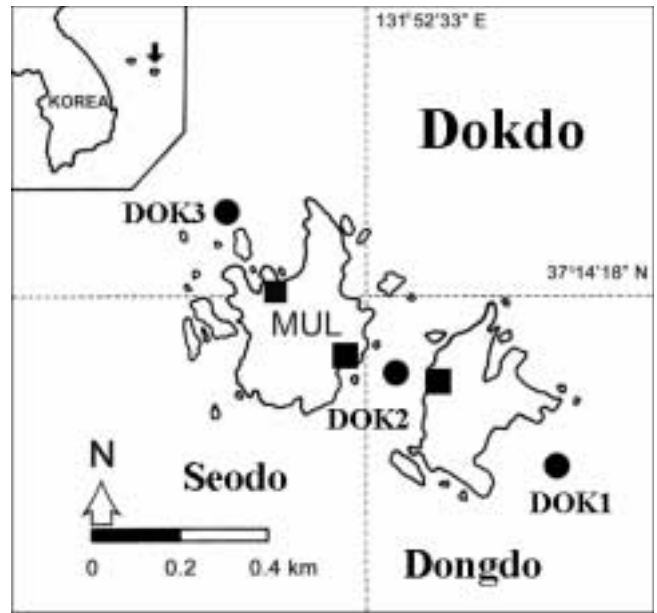 131°52'33" E
KOREA
Dokdo
DOK3
37°14'18" N
MUL
DOK2
N
Seodo
DOK1
0 0.2 0.4 km
Dongdo